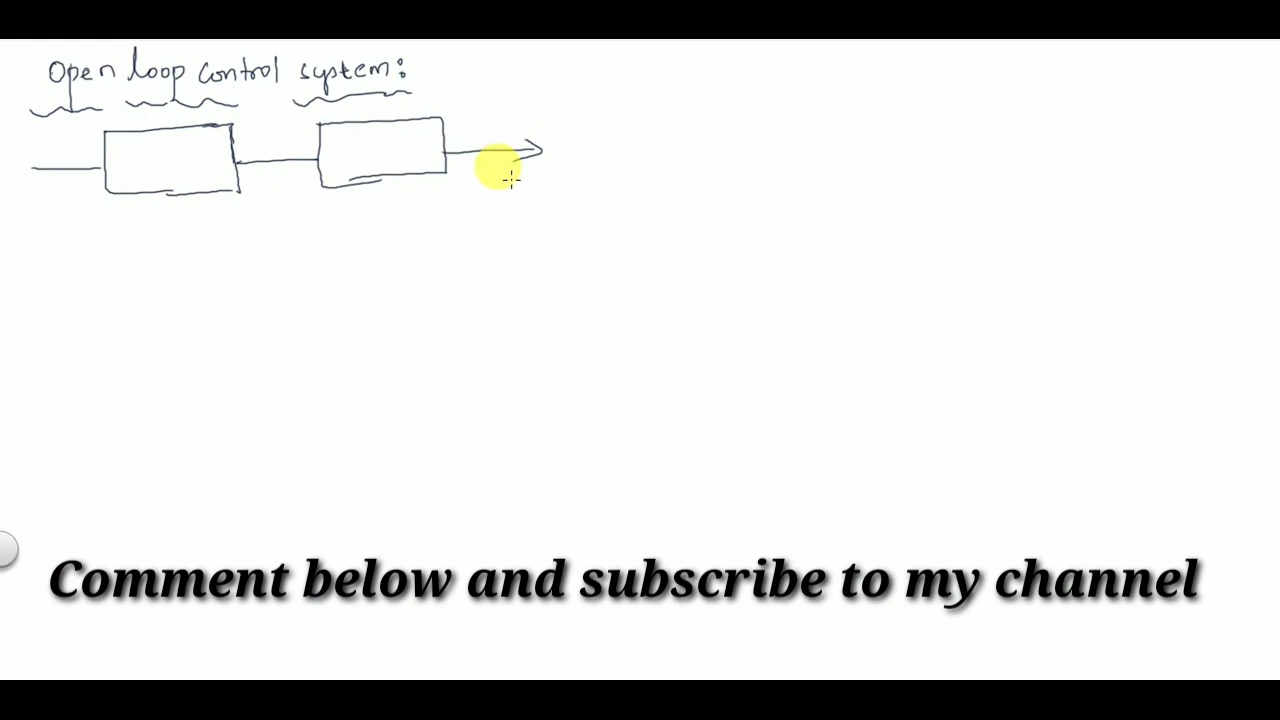 Open loop control system:
Comment below and subscribe to my channel